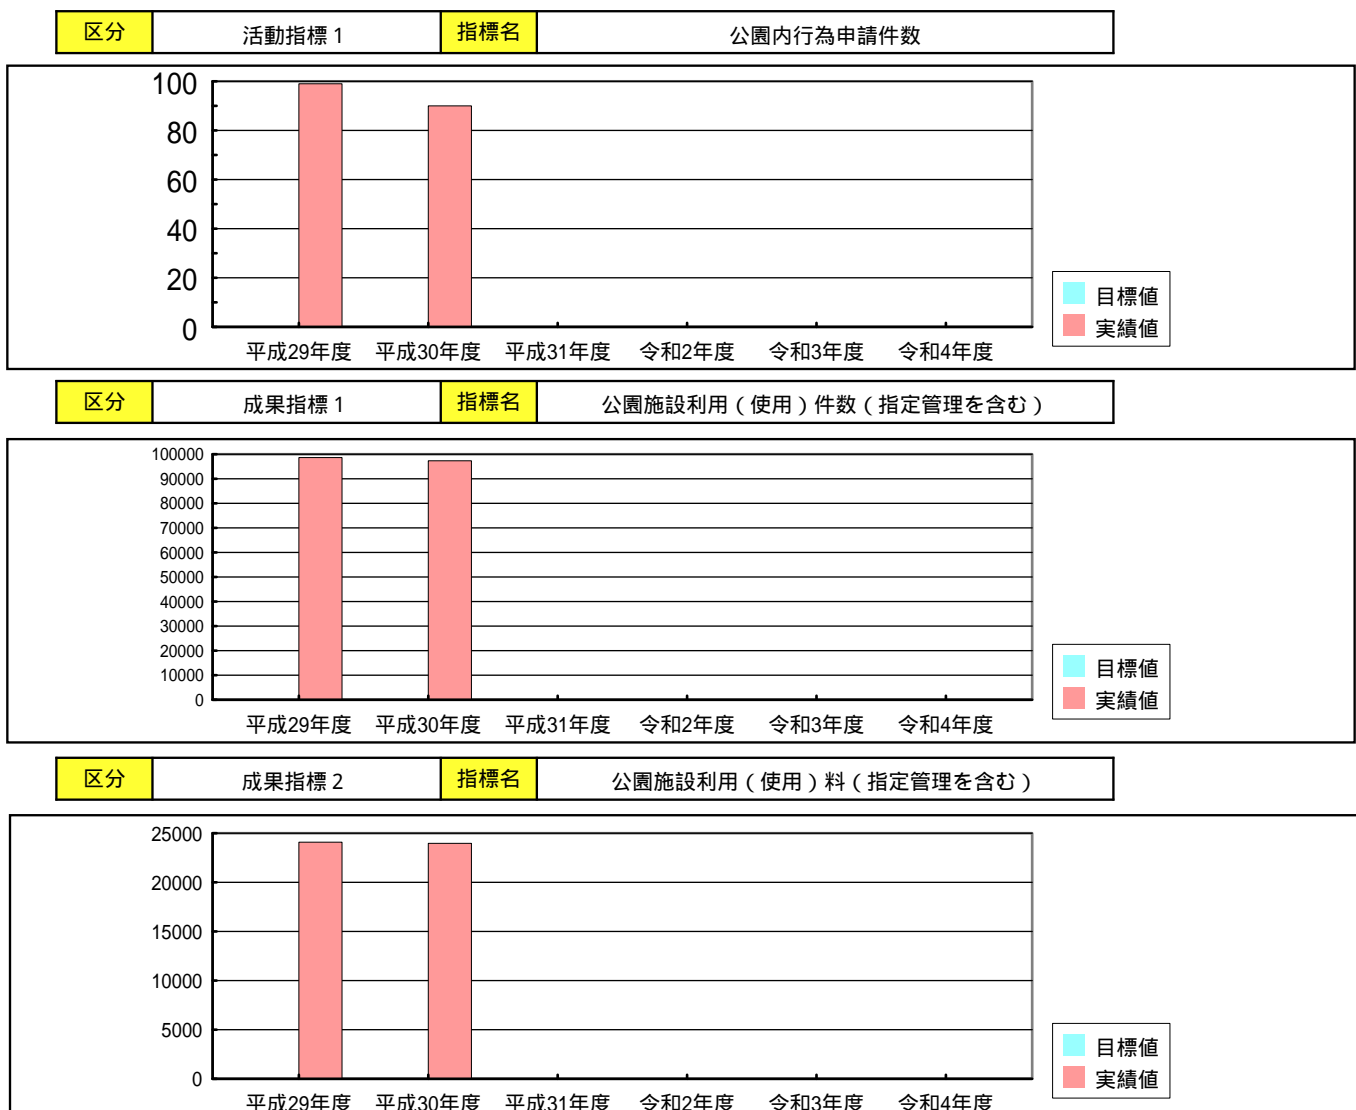 区分 活動指標1 指標名 公園内行為申請件数
100
80
60
40
20
0
平成29年度 平成30年度 平成31年度 令和2年度 令和3年度 令和4年度
目標値
実績値
区分 成果指標1 指標名 公園施設利用(使用)件数(指定管理を含む)
100000
90000
80000
70000
60000
50000
40000
30000
20000
10000
0
平成29年度 平成30年度 平成31年度 令和2年度 令和3年度 令和4年度
目標値
実績値
区分 成果指標2 指標名 公園施設利用(使用)料(指定管理を含む)
25000
20000
15000
10000
5000
0
平成29年度 平成30年度 平成31年度 令和2年度 令和3年度 令和4年度
目標値
実績値